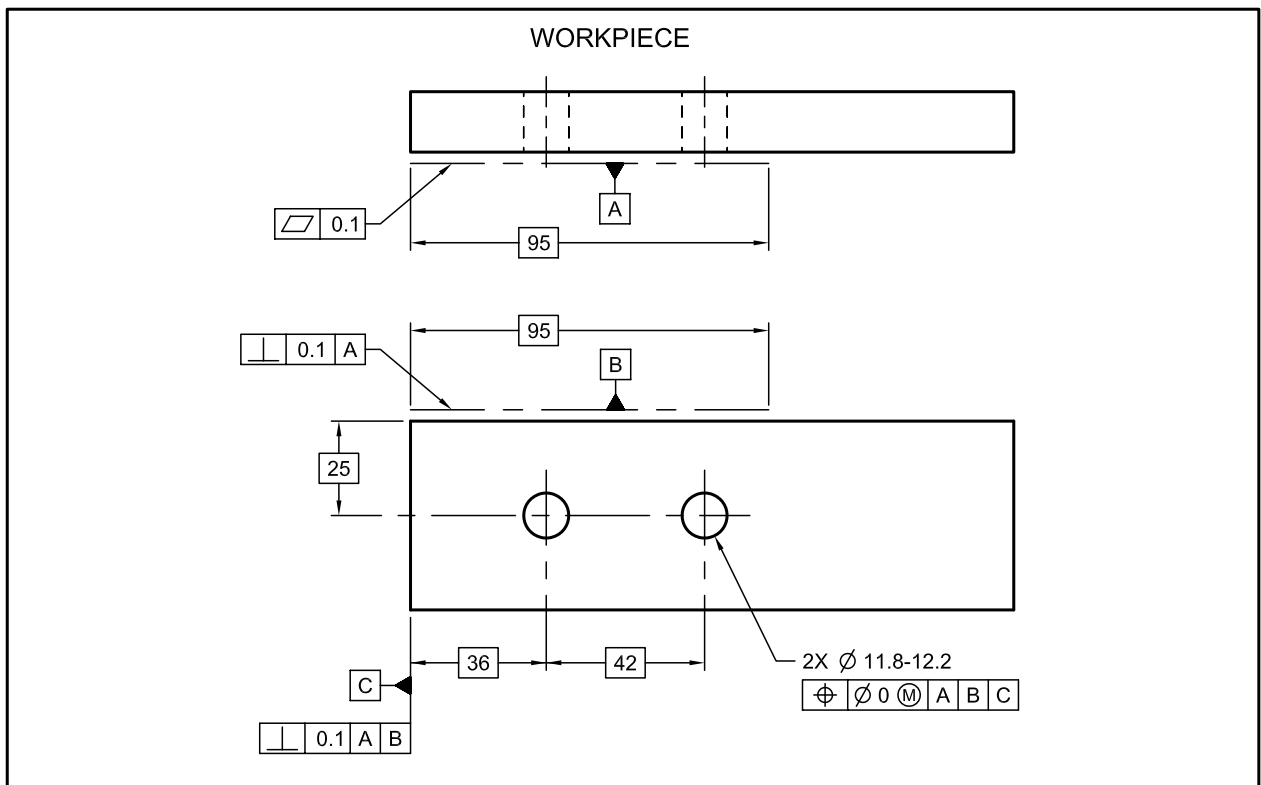 WORKPIECE
A
⏥ 0.1
95
95
⟂ 0.1 A
B
25
36
42
2X ∅ 11.8-12.2
⌖ ∅ 0 Ⓜ A B C
C
⟂ 0.1 A B